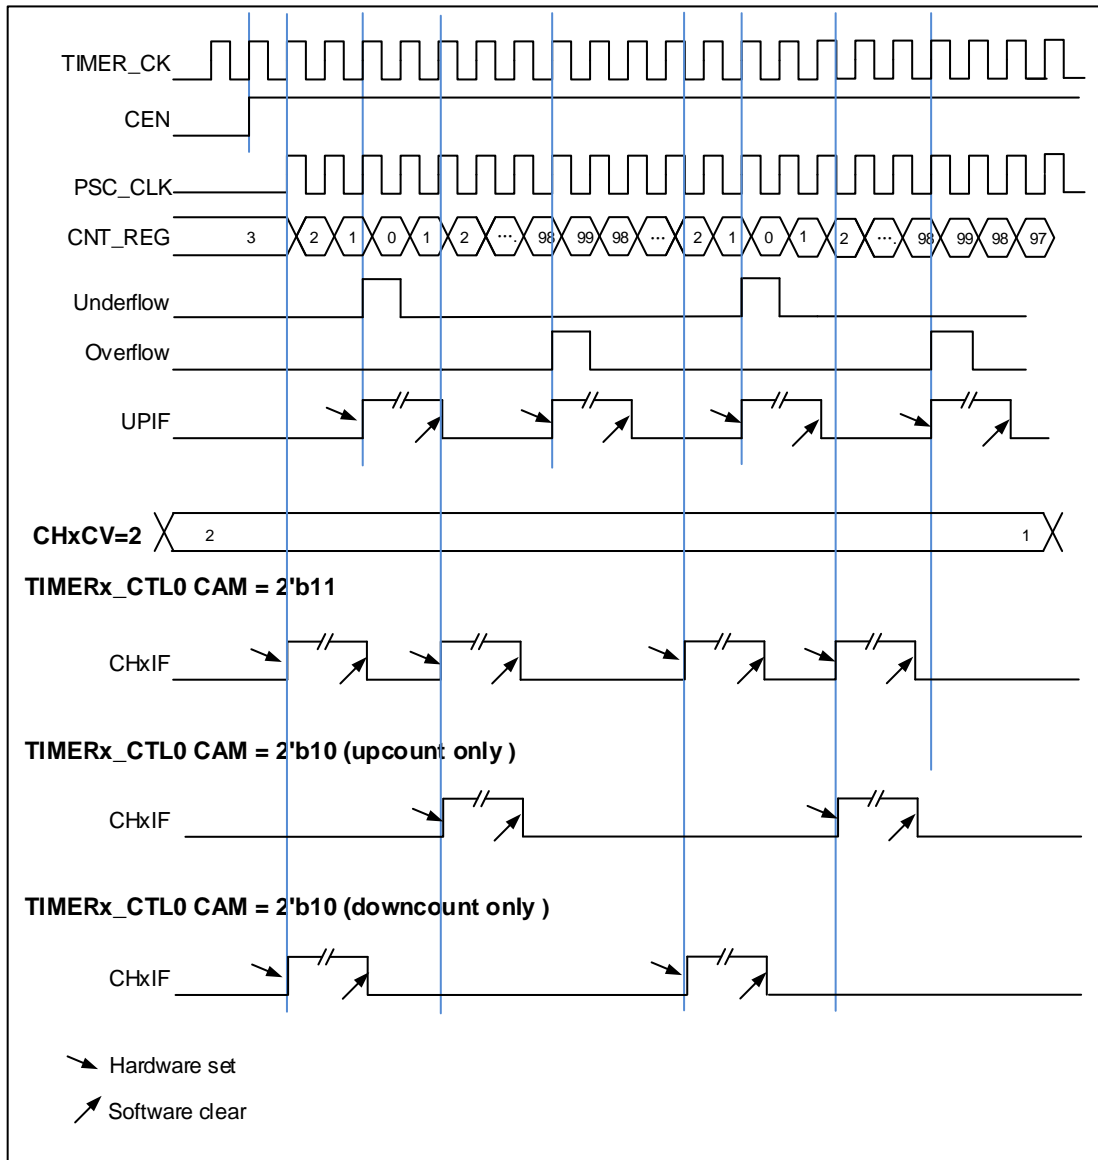 TIMER_CK
CEN
PSC_CLK
CNT_REG 3 2 1 0 1 2 .... 98 99 98 ... 2 1 0 1 2 .... 98 99 98 97
Underflow
Overflow
UPIF
CHxCV=2 2 1
TIMERx_CTL0 CAM = 2'b11
CHxIF
TIMERx_CTL0 CAM = 2'b10 (upcount only )
CHxIF
TIMERx_CTL0 CAM = 2'b10 (downcount only )
CHxIF
Hardware set
Software clear